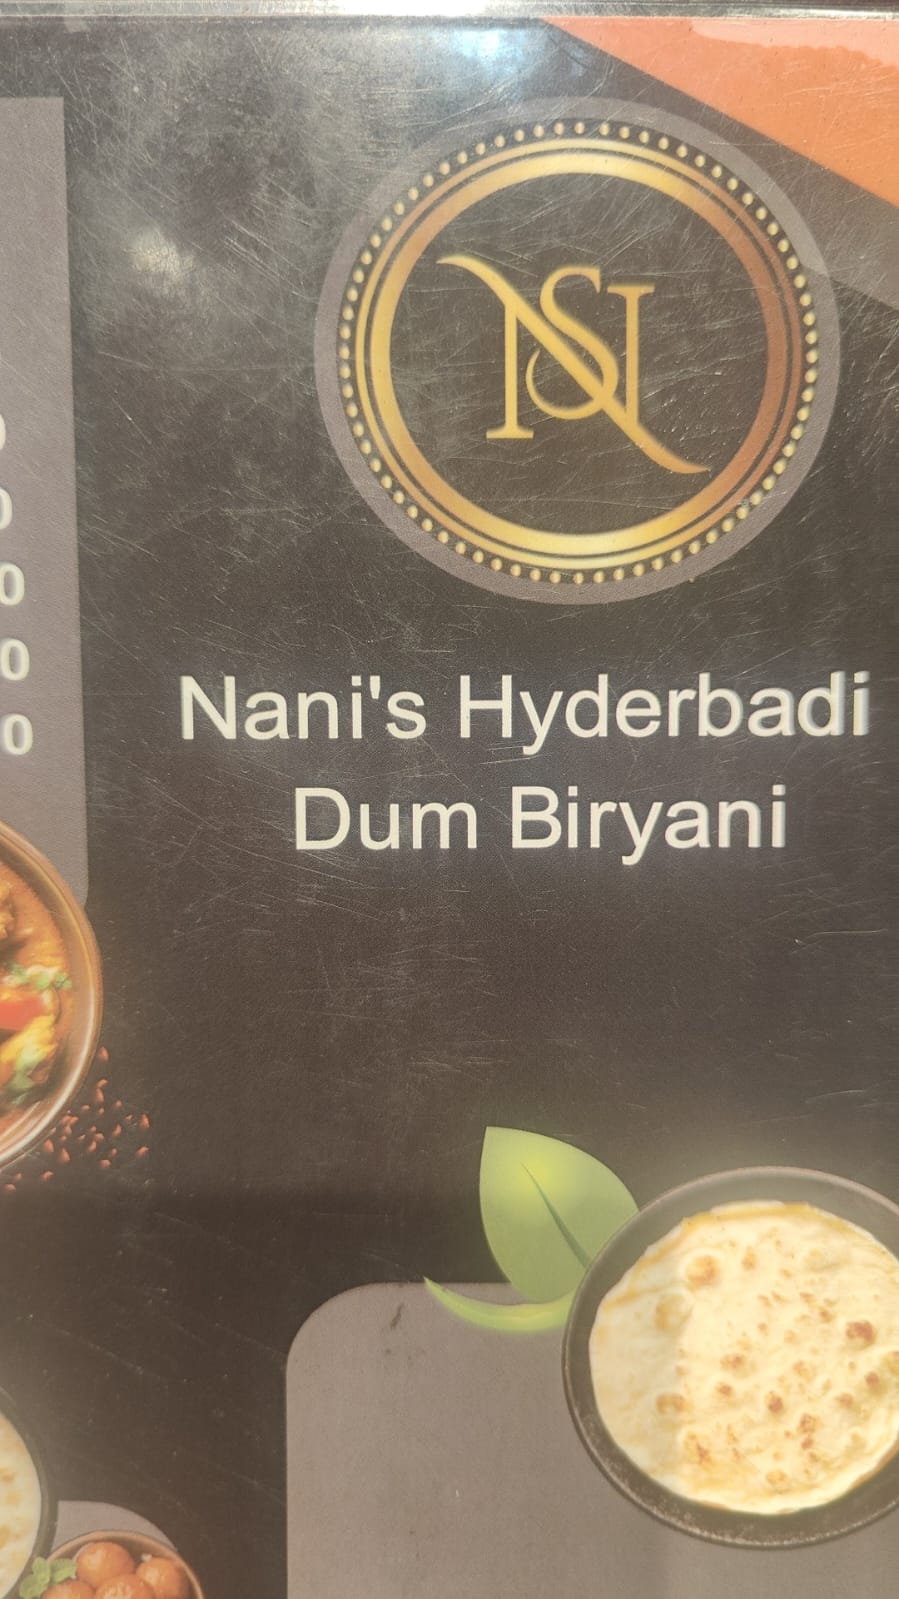 NS
Nani's Hyderbadi
Dum Biryani